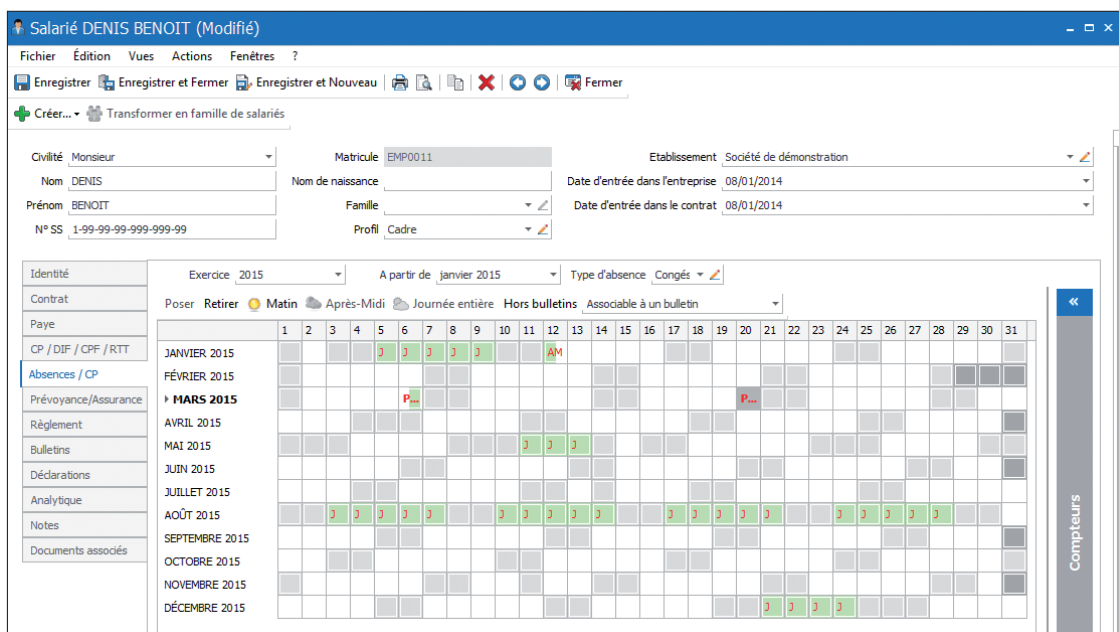 Salarié DENIS BENOIT (Modifié)
Fichier Édition Vues Actions Fenêtres ?
Enregistrer Enregistrer et Fermer Enregistrer et Nouveau Fermer
Créer... Transformer en famille de salariés
Civilité Monsieur Matricule EMP0011 Etablissement Société de démonstration
Nom DENIS Nom de naissance Date d'entrée dans l'entreprise 08/01/2014
Prénom BENOIT Famille Date d'entrée dans le contrat 08/01/2014
N° SS 1-99-99-99-999-999-99 Profil Cadre
Identité
Contrat
Paye
CP / DIF / CPF / RTT
Absences / CP
Prévoyance/Assurance
Règlement
Bulletins
Déclarations
Analytique
Notes
Documents associés
Exercice 2015 A partir de janvier 2015 Type d'absence Congés
Poser Retirer Matin Après-Midi Journée entière Hors bulletins Associable à un bulletin
1 2 3 4 5 6 7 8 9 10 11 12 13 14 15 16 17 18 19 20 21 22 23 24 25 26 27 28 29 30 31
JANVIER 2015 J J J J J AM
FÉVRIER 2015
MARS 2015 P... P...
AVRIL 2015
MAI 2015 J J J
JUIN 2015
JUILLET 2015
AOÛT 2015 J J J J J J J J J J J J J J J J J J J J
SEPTEMBRE 2015
OCTOBRE 2015
NOVEMBRE 2015
DÉCEMBRE 2015 J J J J
«
Compteurs